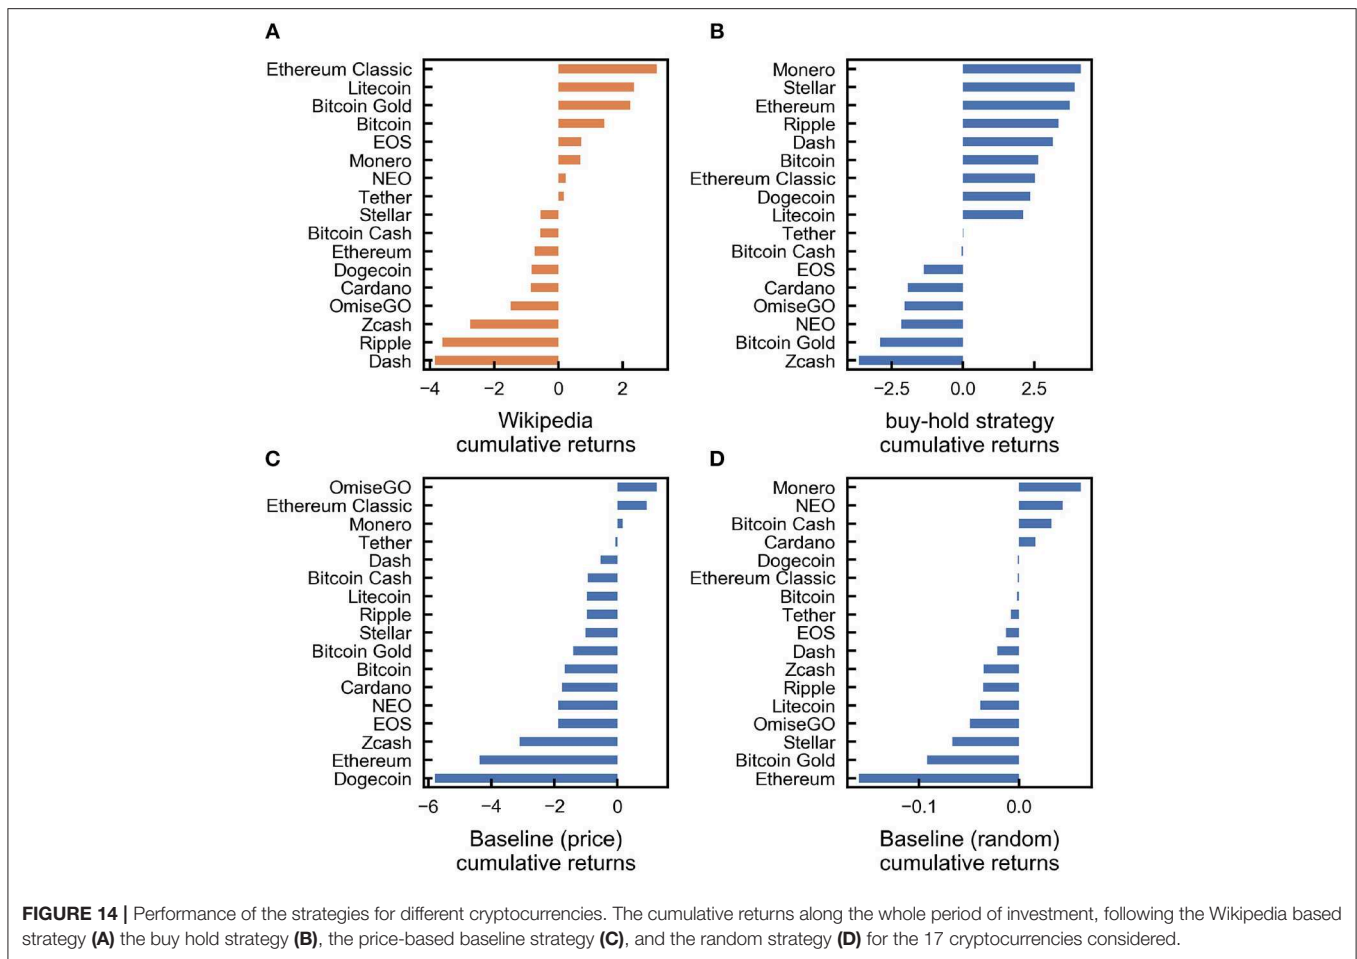 A
Ethereum Classic
Litecoin
Bitcoin Gold
Bitcoin
EOS
Monero
NEO
Tether
Stellar
Bitcoin Cash
Ethereum
Dogecoin
Cardano
OmiseGO
Zcash
Ripple
Dash
−4 −2 0 2
Wikipedia
cumulative returns
B
Monero
Stellar
Ethereum
Ripple
Dash
Bitcoin
Ethereum Classic
Dogecoin
Litecoin
Tether
Bitcoin Cash
EOS
Cardano
OmiseGO
NEO
Bitcoin Gold
Zcash
−2.5 0.0 2.5
buy-hold strategy
cumulative returns
C
OmiseGO
Ethereum Classic
Monero
Tether
Dash
Bitcoin Cash
Litecoin
Ripple
Stellar
Bitcoin Gold
Bitcoin
Cardano
NEO
EOS
Zcash
Ethereum
Dogecoin
−6 −4 −2 0
Baseline (price)
cumulative returns
D
Monero
NEO
Bitcoin Cash
Cardano
Dogecoin
Ethereum Classic
Bitcoin
Tether
EOS
Dash
Zcash
Ripple
Litecoin
OmiseGO
Stellar
Bitcoin Gold
Ethereum
−0.1 0.0
Baseline (random)
cumulative returns
FIGURE 14 | Performance of the strategies for different cryptocurrencies. The cumulative returns along the whole period of investment, following the Wikipedia based
strategy (A) the buy hold strategy (B), the price-based baseline strategy (C), and the random strategy (D) for the 17 cryptocurrencies considered.